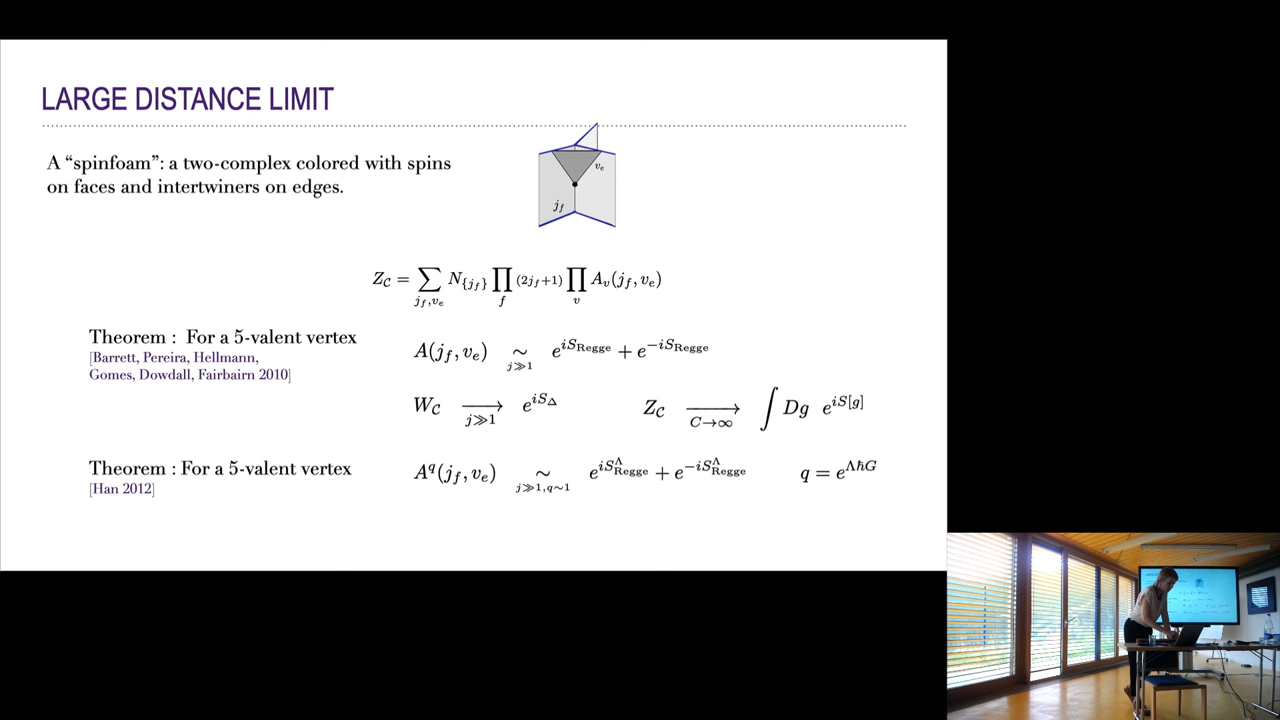 LARGE DISTANCE LIMIT
A “spinfoam”: a two-complex colored with spins
on faces and intertwiners on edges.
v_e
j_f
Z_C = ∑_{j_f,v_e} N_{\{j_f\}} ∏_f (2j_f+1) ∏_v A_v(j_f, v_e)
Theorem : For a 5-valent vertex
[Barrett, Pereira, Hellmann,
Gomes, Dowdall, Fairbairn 2010]
A(j_f, v_e) ∼_{j≫1} e^{iS_Regge} + e^{-iS_Regge}
W_C ⟶_{j≫1} e^{iS_Δ}
Z_C ⟶_{C→∞} ∫ Dg e^{iS[g]}
Theorem : For a 5-valent vertex
[Han 2012]
A^q(j_f, v_e) ∼_{j≫1,q∼1} e^{iS^Λ_Regge} + e^{-iS^Λ_Regge}
q = e^{ΛℏG}